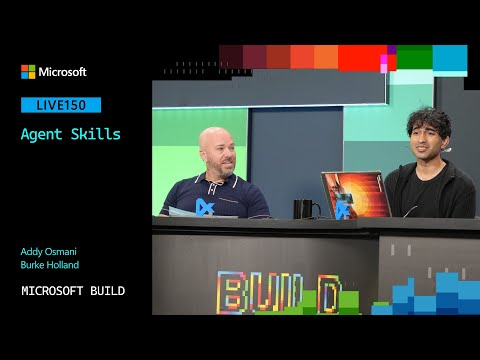 Microsoft
LIVE150
Agent Skills
Addy Osmani
Burke Holland
MICROSOFT BUILD
BUILD